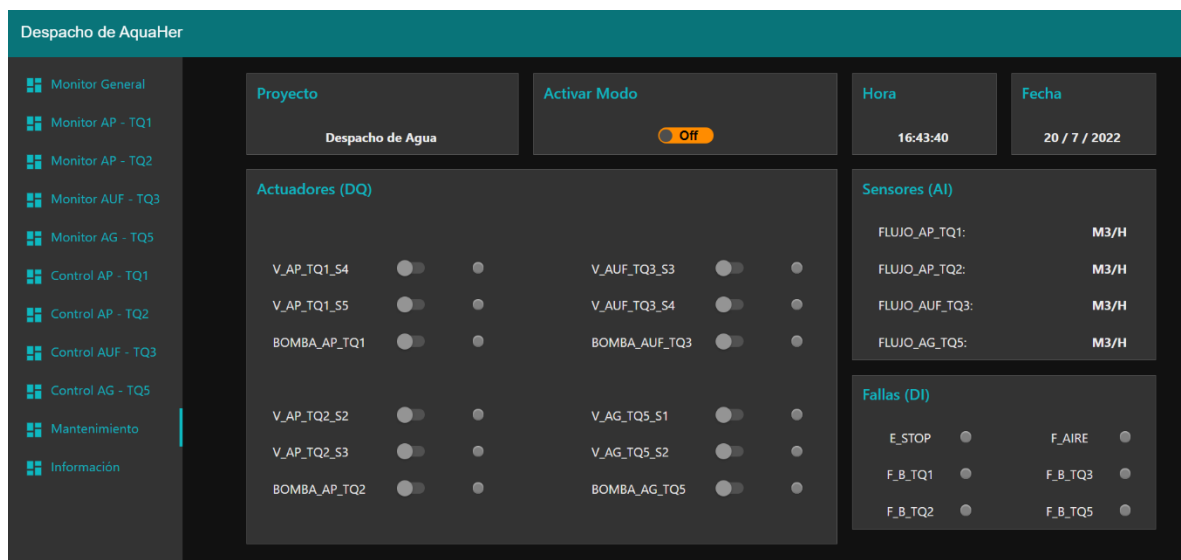 Despacho de AquaHer
Monitor General
Monitor AP - TQ1
Monitor AP - TQ2
Monitor AUF - TQ3
Monitor AG - TQ5
Control AP - TQ1
Control AP - TQ2
Control AUF - TQ3
Control AG - TQ5
Mantenimiento
Información
Proyecto
Despacho de Agua
Activar Modo
Off
Hora
16:43:40
Fecha
20 / 7 / 2022
Actuadores (DQ)
V_AP_TQ1_S4
V_AP_TQ1_S5
BOMBA_AP_TQ1
V_AUF_TQ3_S3
V_AUF_TQ3_S4
BOMBA_AUF_TQ3
V_AP_TQ2_S2
V_AP_TQ2_S3
BOMBA_AP_TQ2
V_AG_TQ5_S1
V_AG_TQ5_S2
BOMBA_AG_TQ5
Sensores (AI)
FLUJO_AP_TQ1: M3/H
FLUJO_AP_TQ2: M3/H
FLUJO_AUF_TQ3: M3/H
FLUJO_AG_TQ5: M3/H
Fallas (DI)
E_STOP F_AIRE
F_B_TQ1 F_B_TQ3
F_B_TQ2 F_B_TQ5